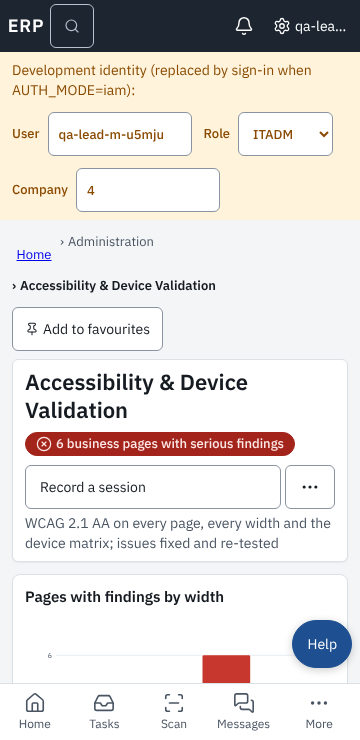 ERP
qa-lea...
Development identity (replaced by sign-in when
AUTH_MODE=iam):
User qa-lead-m-u5mju Role ITADM
Company 4
Home › Administration
› Accessibility & Device Validation
Add to favourites
Accessibility & Device
Validation
6 business pages with serious findings
Record a session ...
WCAG 2.1 AA on every page, every width and the
device matrix; issues fixed and re-tested
Pages with findings by width
6
Help
Home Tasks Scan Messages More